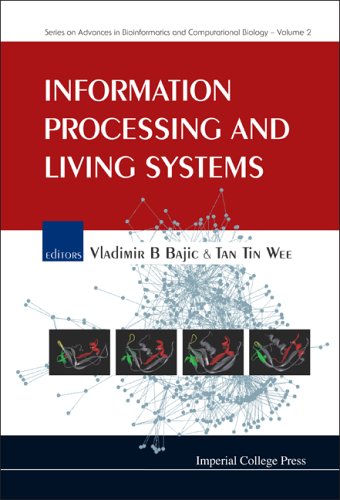 Series on Advances in Bioinformatics and Computational Biology – Volume 2
INFORMATION
PROCESSING AND
LIVING SYSTEMS
EDITORS
Vladimir B Bajic & Tan Tin Wee
Imperial College Press